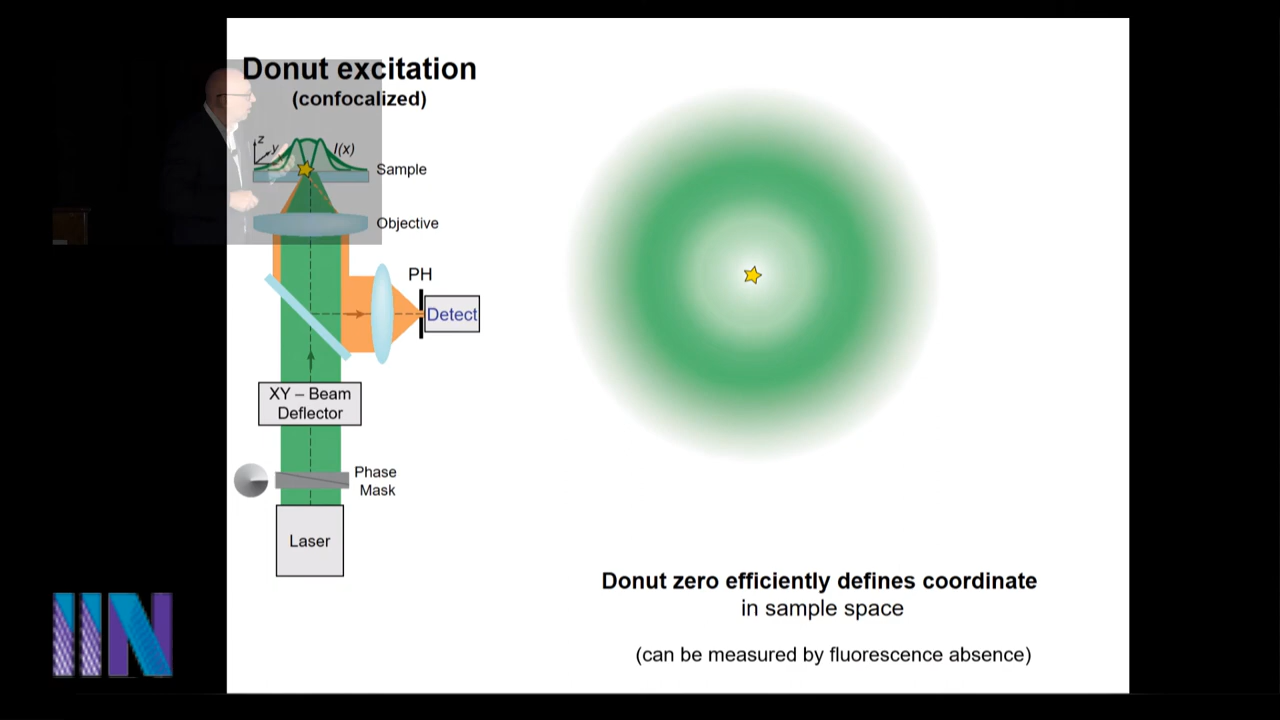 Donut excitation
(confocalized)
z
y
I(x)
Sample
Objective
PH
Detect
XY – Beam
Deflector
Phase
Mask
Laser
Donut zero efficiently defines coordinate
in sample space
(can be measured by fluorescence absence)
IIN